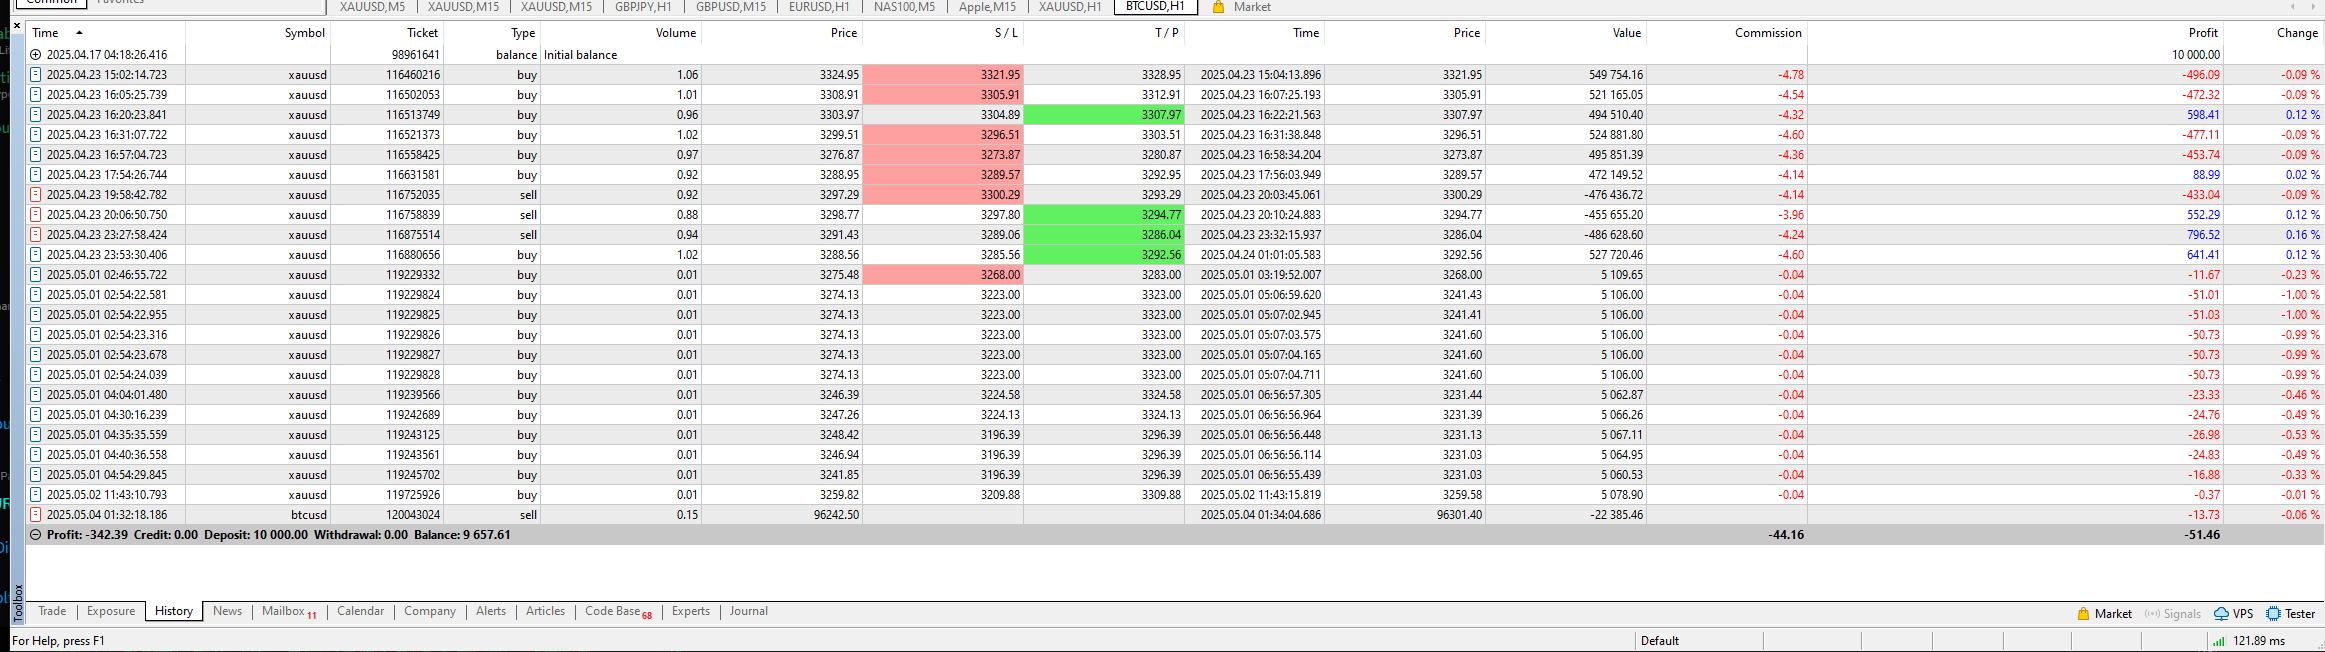 Common Favorites XAUUSD,M5 XAUUSD,M15 XAUUSD,M15 GBPJPY,H1 GBPUSD,M15 EURUSD,H1 NAS100,M5 Apple,M15 XAUUSD,H1 BTCUSD,H1 Market
Time Symbol Ticket Type Volume Price S / L T / P Time Price Value Commission Profit Change
2025.04.17 04:18:26.416 98961641 balance Initial balance 10 000.00
2025.04.23 15:02:14.723 xauusd 116460216 buy 1.06 3324.95 3321.95 3328.95 2025.04.23 15:04:13.896 3321.95 549 754.16 -4.78 -496.09 -0.09 %
2025.04.23 16:05:25.739 xauusd 116502053 buy 1.01 3308.91 3305.91 3312.91 2025.04.23 16:07:25.193 3305.91 521 165.05 -4.54 -472.32 -0.09 %
2025.04.23 16:20:23.841 xauusd 116513749 buy 0.96 3303.97 3304.89 3307.97 2025.04.23 16:22:21.563 3307.97 494 510.40 -4.32 598.41 0.12 %
2025.04.23 16:31:07.722 xauusd 116521373 buy 1.02 3299.51 3296.51 3303.51 2025.04.23 16:31:38.848 3296.51 524 881.80 -4.60 -477.11 -0.09 %
2025.04.23 16:57:04.723 xauusd 116558425 buy 0.97 3276.87 3273.87 3280.87 2025.04.23 16:58:34.204 3273.87 495 851.39 -4.36 -453.74 -0.09 %
2025.04.23 17:54:26.744 xauusd 116631581 buy 0.92 3288.95 3289.57 3292.95 2025.04.23 17:56:03.949 3289.57 472 149.52 -4.14 88.99 0.02 %
2025.04.23 19:58:42.782 xauusd 116752035 sell 0.92 3297.29 3300.29 3293.29 2025.04.23 20:03:45.061 3300.29 -476 436.72 -4.14 -433.04 -0.09 %
2025.04.23 20:06:50.750 xauusd 116758839 sell 0.88 3298.77 3297.80 3294.77 2025.04.23 20:10:24.883 3294.77 -455 655.20 -3.96 552.29 0.12 %
2025.04.23 23:27:58.424 xauusd 116875514 sell 0.94 3291.43 3289.06 3286.04 2025.04.23 23:32:15.937 3286.04 -486 628.60 -4.24 796.52 0.16 %
2025.04.23 23:53:30.406 xauusd 116880656 buy 1.02 3288.56 3285.56 3292.56 2025.04.24 01:01:05.583 3292.56 527 720.46 -4.60 641.41 0.12 %
2025.05.01 02:46:55.722 xauusd 119229332 buy 0.01 3275.48 3268.00 3283.00 2025.05.01 03:19:52.007 3268.00 5 109.65 -0.04 -11.67 -0.23 %
2025.05.01 02:54:22.581 xauusd 119229824 buy 0.01 3274.13 3223.00 3323.00 2025.05.01 05:06:59.620 3241.43 5 106.00 -0.04 -51.01 -1.00 %
2025.05.01 02:54:22.955 xauusd 119229825 buy 0.01 3274.13 3223.00 3323.00 2025.05.01 05:07:02.945 3241.41 5 106.00 -0.04 -51.03 -1.00 %
2025.05.01 02:54:23.316 xauusd 119229826 buy 0.01 3274.13 3223.00 3323.00 2025.05.01 05:07:03.575 3241.60 5 106.00 -0.04 -50.73 -0.99 %
2025.05.01 02:54:23.678 xauusd 119229827 buy 0.01 3274.13 3223.00 3323.00 2025.05.01 05:07:04.165 3241.60 5 106.00 -0.04 -50.73 -0.99 %
2025.05.01 02:54:24.039 xauusd 119229828 buy 0.01 3274.13 3223.00 3323.00 2025.05.01 05:07:04.711 3241.60 5 106.00 -0.04 -50.73 -0.99 %
2025.05.01 04:04:01.480 xauusd 119239566 buy 0.01 3246.39 3224.58 3324.58 2025.05.01 06:56:57.305 3231.44 5 062.87 -0.04 -23.33 -0.46 %
2025.05.01 04:30:16.239 xauusd 119242689 buy 0.01 3247.26 3224.13 3324.13 2025.05.01 06:56:56.964 3231.39 5 066.26 -0.04 -24.76 -0.49 %
2025.05.01 04:35:35.559 xauusd 119243125 buy 0.01 3248.42 3196.39 3296.39 2025.05.01 06:56:56.448 3231.13 5 067.11 -0.04 -26.98 -0.53 %
2025.05.01 04:40:36.558 xauusd 119243561 buy 0.01 3246.94 3196.39 3296.39 2025.05.01 06:56:56.114 3231.03 5 064.95 -0.04 -24.83 -0.49 %
2025.05.01 04:54:29.845 xauusd 119245702 buy 0.01 3241.85 3196.39 3296.39 2025.05.01 06:56:55.439 3231.03 5 060.53 -0.04 -16.88 -0.33 %
2025.05.02 11:43:10.793 xauusd 119725926 buy 0.01 3259.82 3209.88 3309.88 2025.05.02 11:43:15.819 3259.58 5 078.90 -0.04 -0.37 -0.01 %
2025.05.04 01:32:18.186 btcusd 120043024 sell 0.15 96242.50 2025.05.04 01:34:04.686 96301.40 -22 385.46 -13.73 -0.06 %
Profit: -342.39 Credit: 0.00 Deposit: 10 000.00 Withdrawal: 0.00 Balance: 9 657.61 -44.16 -51.46
Toolbox
Trade Exposure History News Mailbox 11 Calendar Company Alerts Articles Code Base 68 Experts Journal Market Signals VPS Tester
For Help, press F1 Default 121.89 ms